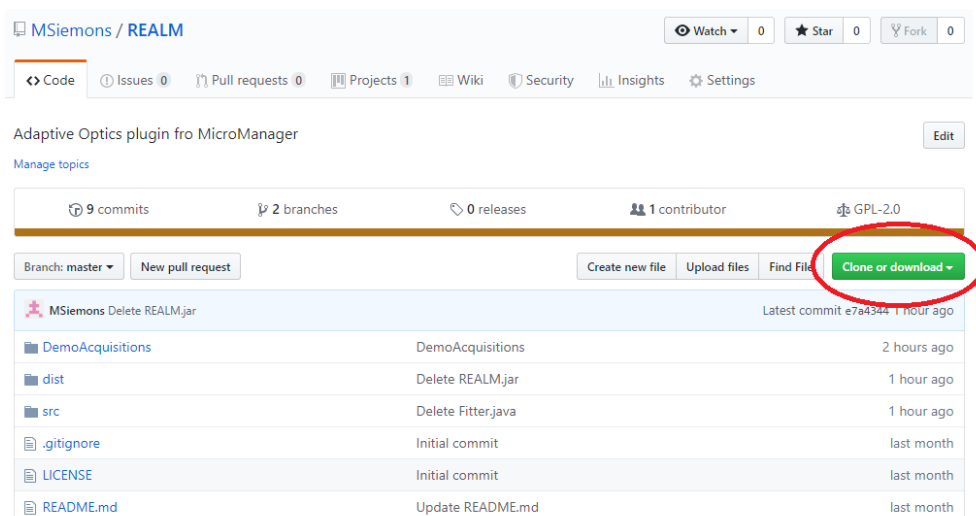 MSiemons / REALM
Watch 0 Star 0 Fork 0
Code Issues 0 Pull requests 0 Projects 1 Wiki Security Insights Settings
Adaptive Optics plugin fro MicroManager
Edit
Manage topics
9 commits 2 branches 0 releases 1 contributor GPL-2.0
Branch: master New pull request Create new file Upload files Find File Clone or download
MSiemons Delete REALM.jar Latest commit e7a4344 1 hour ago
DemoAcquisitions DemoAcquisitions 2 hours ago
dist Delete REALM.jar 1 hour ago
src Delete Fitter.java 1 hour ago
.gitignore Initial commit last month
LICENSE Initial commit last month
README.md Update README.md last month